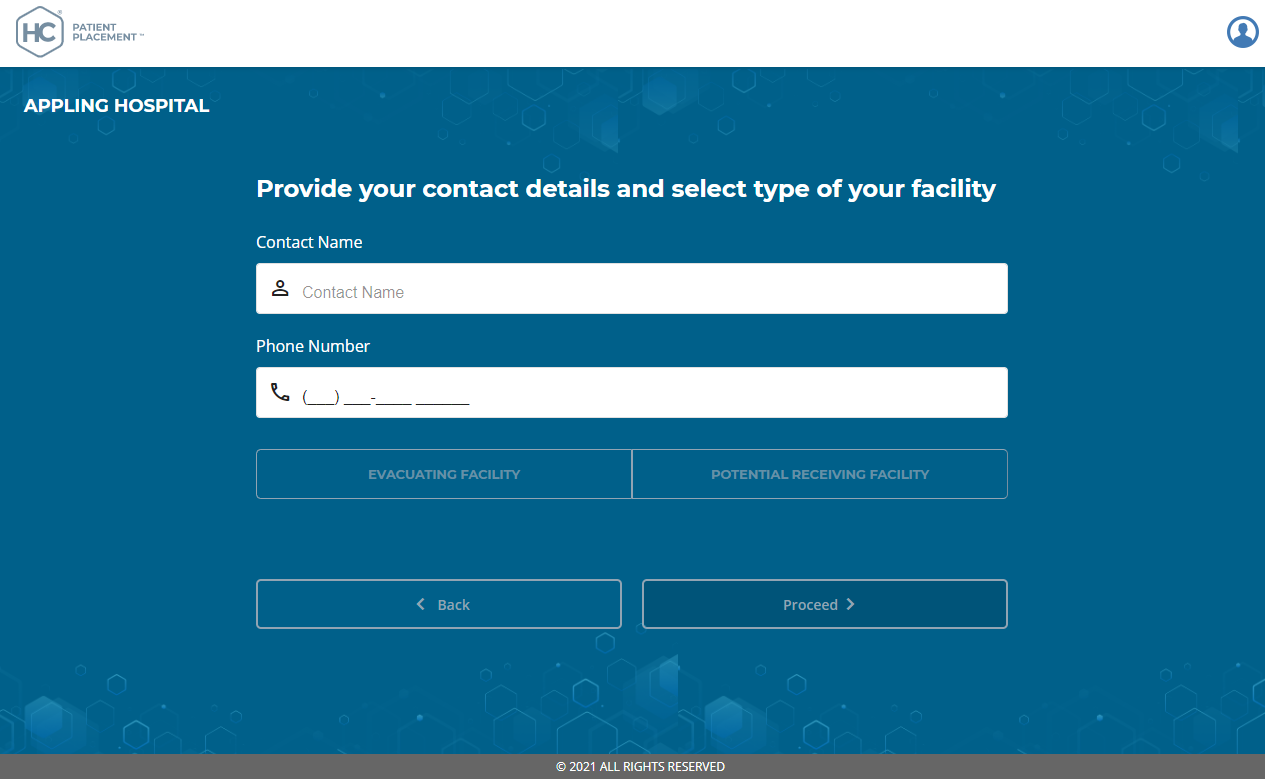 HC®
PATIENT
PLACEMENT™
APPLING HOSPITAL
Provide your contact details and select type of your facility
Contact Name
Contact Name
Phone Number
(___) ___-____ ______
EVACUATING FACILITY
POTENTIAL RECEIVING FACILITY
Back
Proceed
© 2021 ALL RIGHTS RESERVED